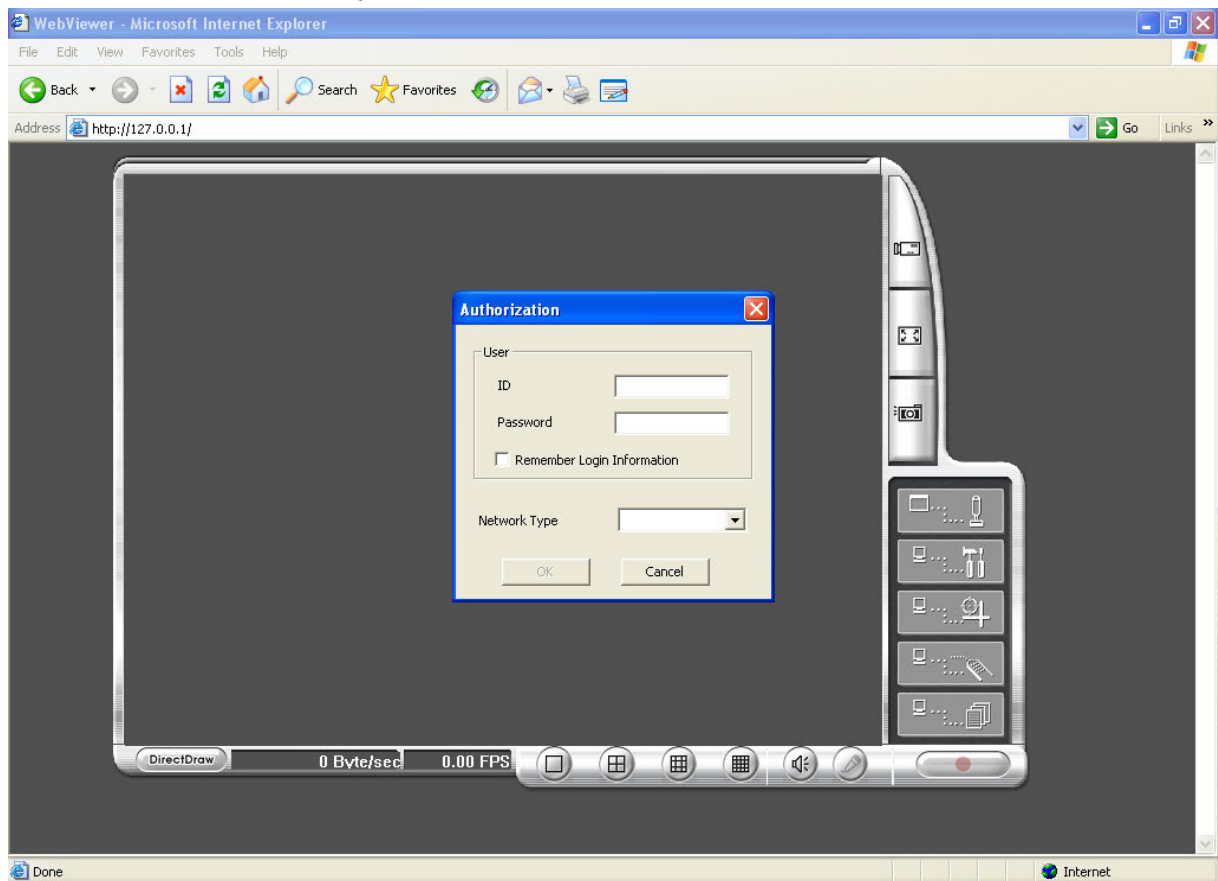 WebViewer - Microsoft Internet Explorer
File Edit View Favorites Tools Help
Back Search Favorites
Address http://127.0.0.1/ Go Links »
Authorization
User
ID
Password
Remember Login Information
Network Type
OK Cancel
DirectDraw 0 Byte/sec 0.00 FPS
Done Internet